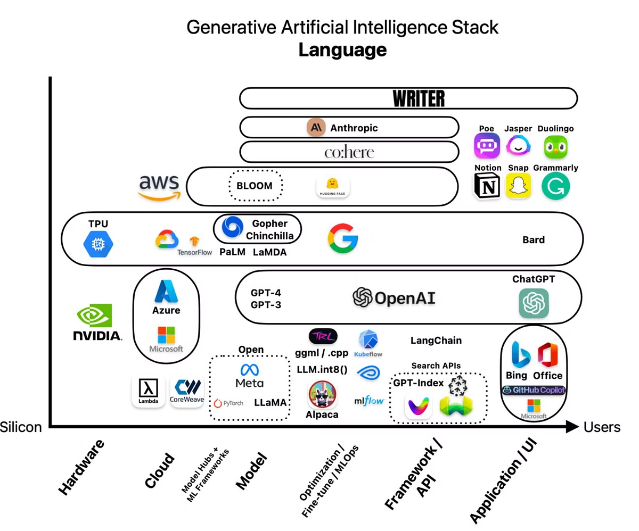 Generative Artificial Intelligence Stack
Language
WRITER
Anthropic
co:here
Poe Jasper Duolingo
Notion Snap Grammarly
aws
BLOOM
HUGGING FACE
TPU
TensorFlow
Gopher
Chinchilla
PaLM LaMDA
Bard
Azure
Microsoft
GPT-4
GPT-3
OpenAI
ChatGPT
NVIDIA.
TRL
ggml / .cpp
LLM.int8()
Alpaca
Kubeflow
mlflow
LangChain
Search APIs
GPT-Index
Open
Meta
PyTorch
LLaMA
Lambda
CoreWeave
Bing Office
GitHub Copilot
Microsoft
Silicon
Users
Hardware
Cloud
Model Hubs +
ML Frameworks
Model
Optimization /
Fine-tune / MLOps
Framework /
API
Application / UI